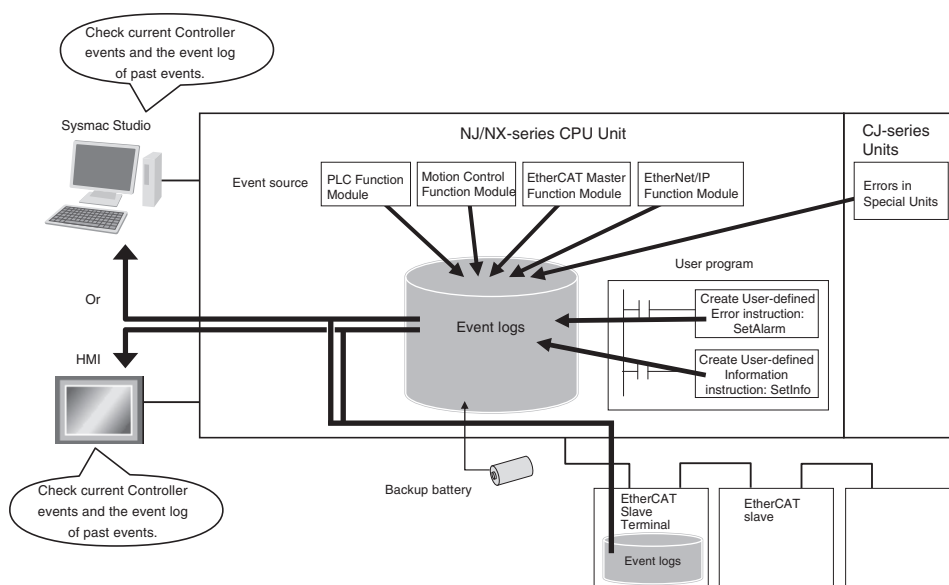 Check current Controller
events and the event log
of past events.
Sysmac Studio
NJ/NX-series CPU Unit
CJ-series
Units
Event source
PLC Function
Module
Motion Control
Function Module
EtherCAT Master
Function Module
EtherNet/IP
Function Module
Errors in
Special Units
User program
Or
Event logs
Create User-defined
Error instruction:
SetAlarm
HMI
Create User-defined
Information
instruction: SetInfo
Check current Controller
events and the event log
of past events.
Backup battery
EtherCAT
Slave
Terminal
EtherCAT
slave
Event logs